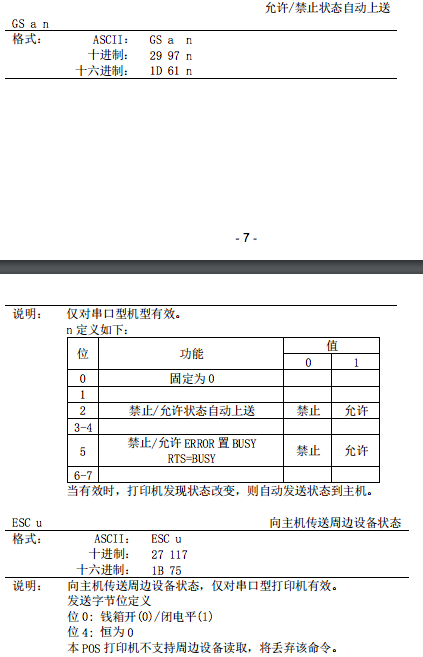 允许/禁止状态自动上送
GS a n
格式： ASCII： GS a n
十进制： 29 97 n
十六进制： 1D 61 n
- 7 -
说明： 仅对串口型机型有效。
n 定义如下：
位 功能 值
0 1
0 固定为0
1
2 禁止/允许状态自动上送 禁止 允许
3-4
5 禁止/允许 ERROR 置 BUSY 禁止 允许
RTS=BUSY
6-7
当有效时，打印机发现状态改变，则自动发送状态到主机。
ESC u 向主机传送周边设备状态
格式： ASCII： ESC u
十进制： 27 117
十六进制： 1B 75
说明： 向主机传送周边设备状态，仅对串口型打印机有效。
发送字节位定义
位 0: 钱箱开(0)/闭电平(1)
位 4: 恒为 0
本 POS 打印机不支持周边设备读取，将丢弃该命令。